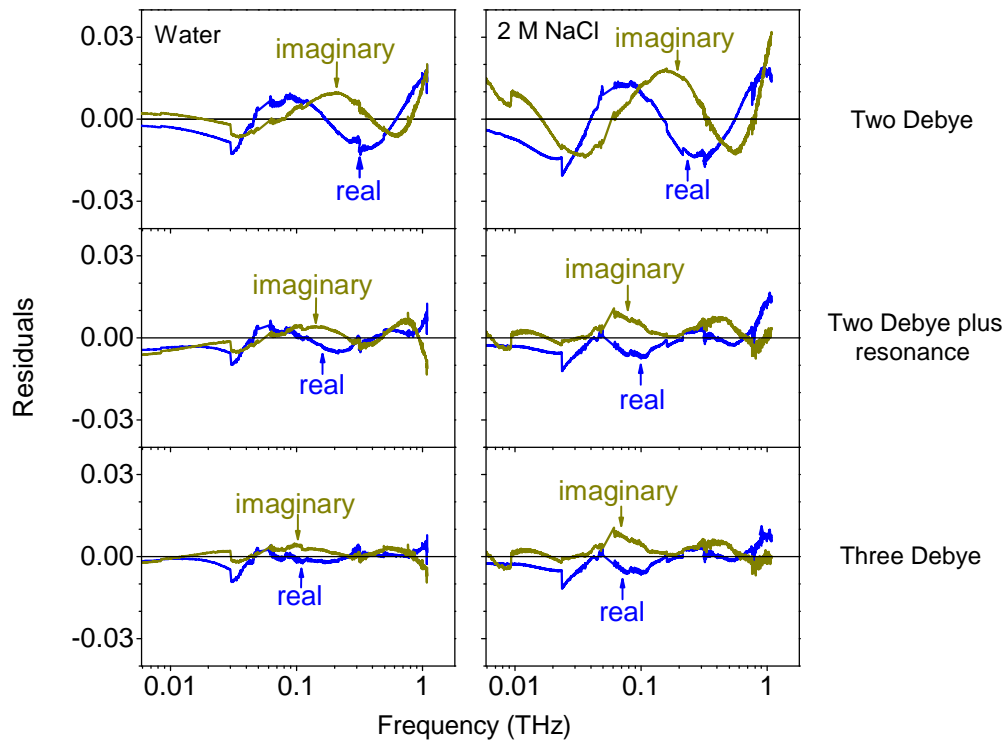 Water
2 M NaCl
0.03
imaginary
imaginary
0.00
Two Debye
real
real
-0.03
0.03
imaginary
imaginary
0.00
Two Debye plus
resonance
real
real
-0.03
Residuals
0.03
imaginary
imaginary
0.00
Three Debye
real
real
-0.03
0.01
0.1
1
0.01
0.1
1
Frequency (THz)